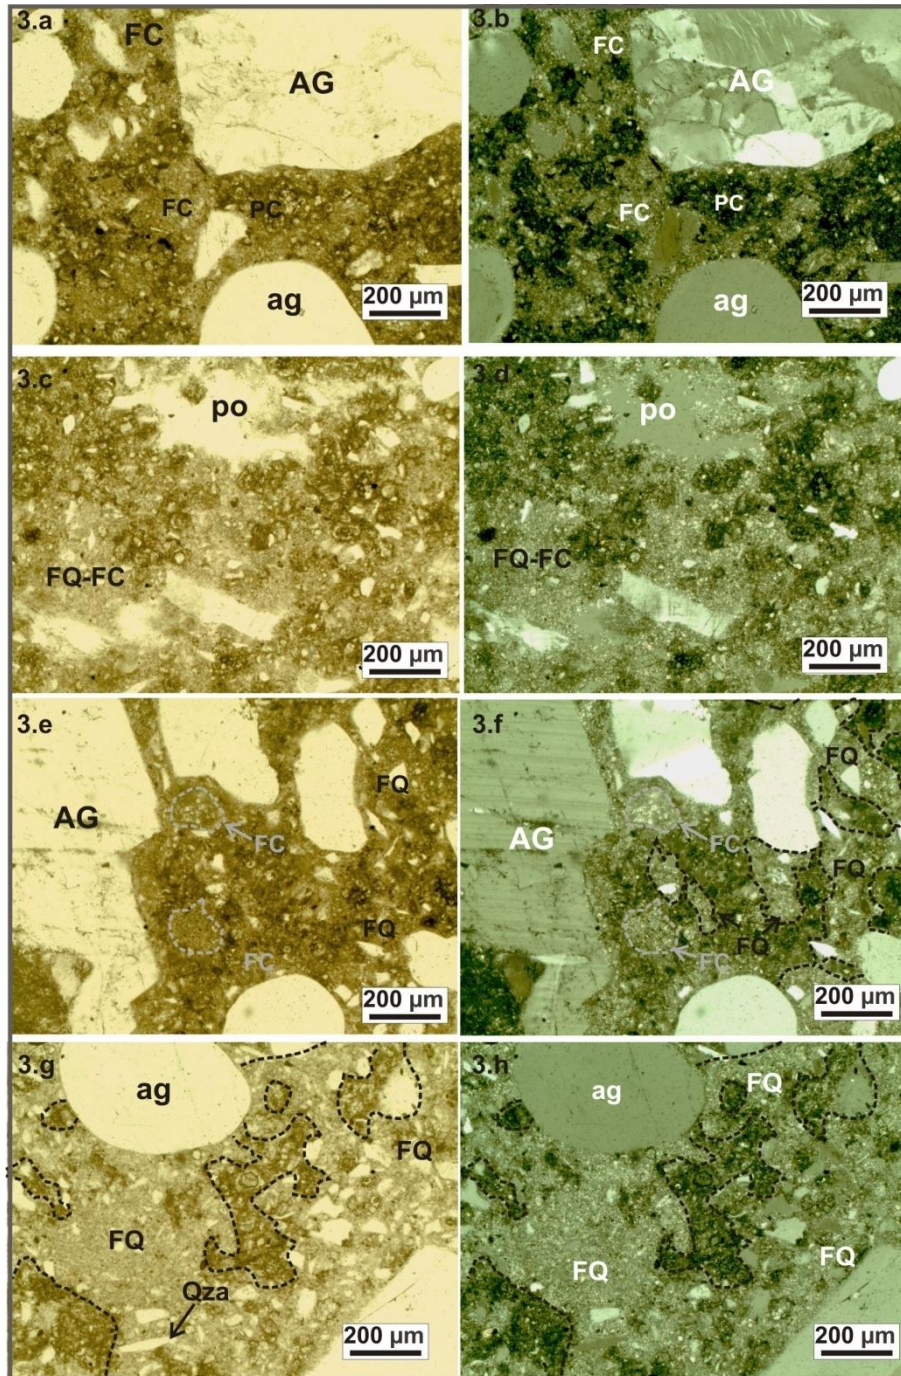 3.a
FC
AG
FC
PC
ag
200 µm
3.b
FC
AG
FC
PC
ag
200 µm
3.c
po
FQ-FC
200 µm
3.d
po
FQ-FC
200 µm
3.e
AG
FQ
FC
FQ
FC
200 µm
3.f
FQ
AG
FC
FQ
FQ
FC
200 µm
3.g
ag
FQ
FQ
Qza
200 µm
3.h
FQ
ag
FQ
FQ
200 µm